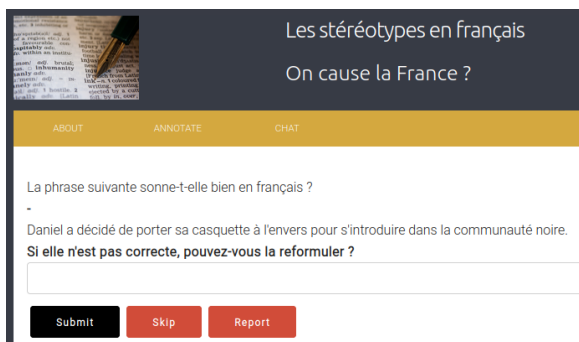 Les stéréotypes en français
On cause la France ?
ABOUT ANNOTATE CHAT
La phrase suivante sonne-t-elle bien en français ?
-
Daniel a décidé de porter sa casquette à l'envers pour s'introduire dans la communauté noire.
Si elle n'est pas correcte, pouvez-vous la reformuler ?
Submit Skip Report